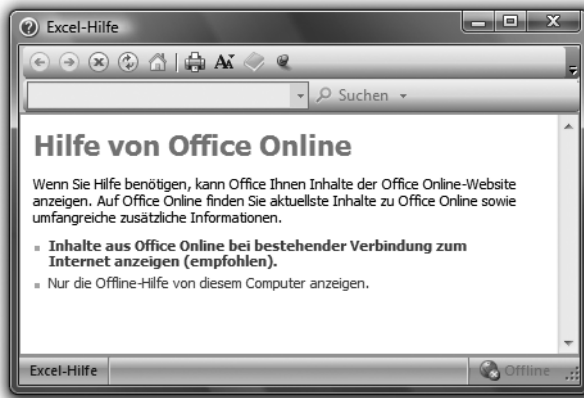 Excel-Hilfe
Suchen
Hilfe von Office Online
Wenn Sie Hilfe benötigen, kann Office Ihnen Inhalte der Office Online-Website
anzeigen. Auf Office Online finden Sie aktuellste Inhalte zu Office Online sowie
umfangreiche zusätzliche Informationen.
Inhalte aus Office Online bei bestehender Verbindung zum
Internet anzeigen (empfohlen).
Nur die Offline-Hilfe von diesem Computer anzeigen.
Excel-Hilfe
Offline